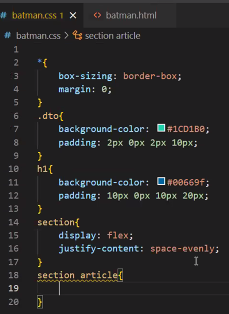 batman.css 1 batman.html
batman.css > section article
1
2 *{
3 box-sizing: border-box;
4 margin: 0;
5 }
6 .dto{
7 background-color: #1CD1B0;
8 padding: 2px 0px 2px 10px;
9 }
10 h1{
11 background-color: #00669f;
12 padding: 10px 0px 10px 20px;
13 }
14 section{
15 display: flex;
16 justify-content: space-evenly;
17 }
18 section article{
19
20 }